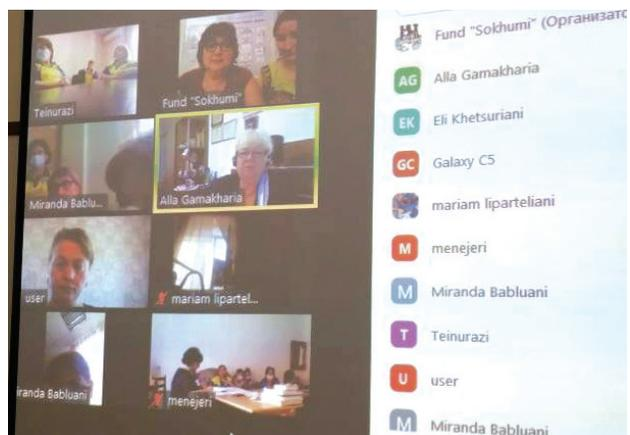 Teinurazi
Fund "Sokhumi"
Miranda Bablu...
Alla Gamakharia
user
mariam lipartel...
iranda Babluani
menejeri
Fund "Sokhumi" (Организато
AG Alla Gamakharia
EK Eli Khetsuriani
GC Galaxy C5
mariam liparteliani
M menejeri
M Miranda Babluani
T Teinurazi
U user
M Miranda Babluani